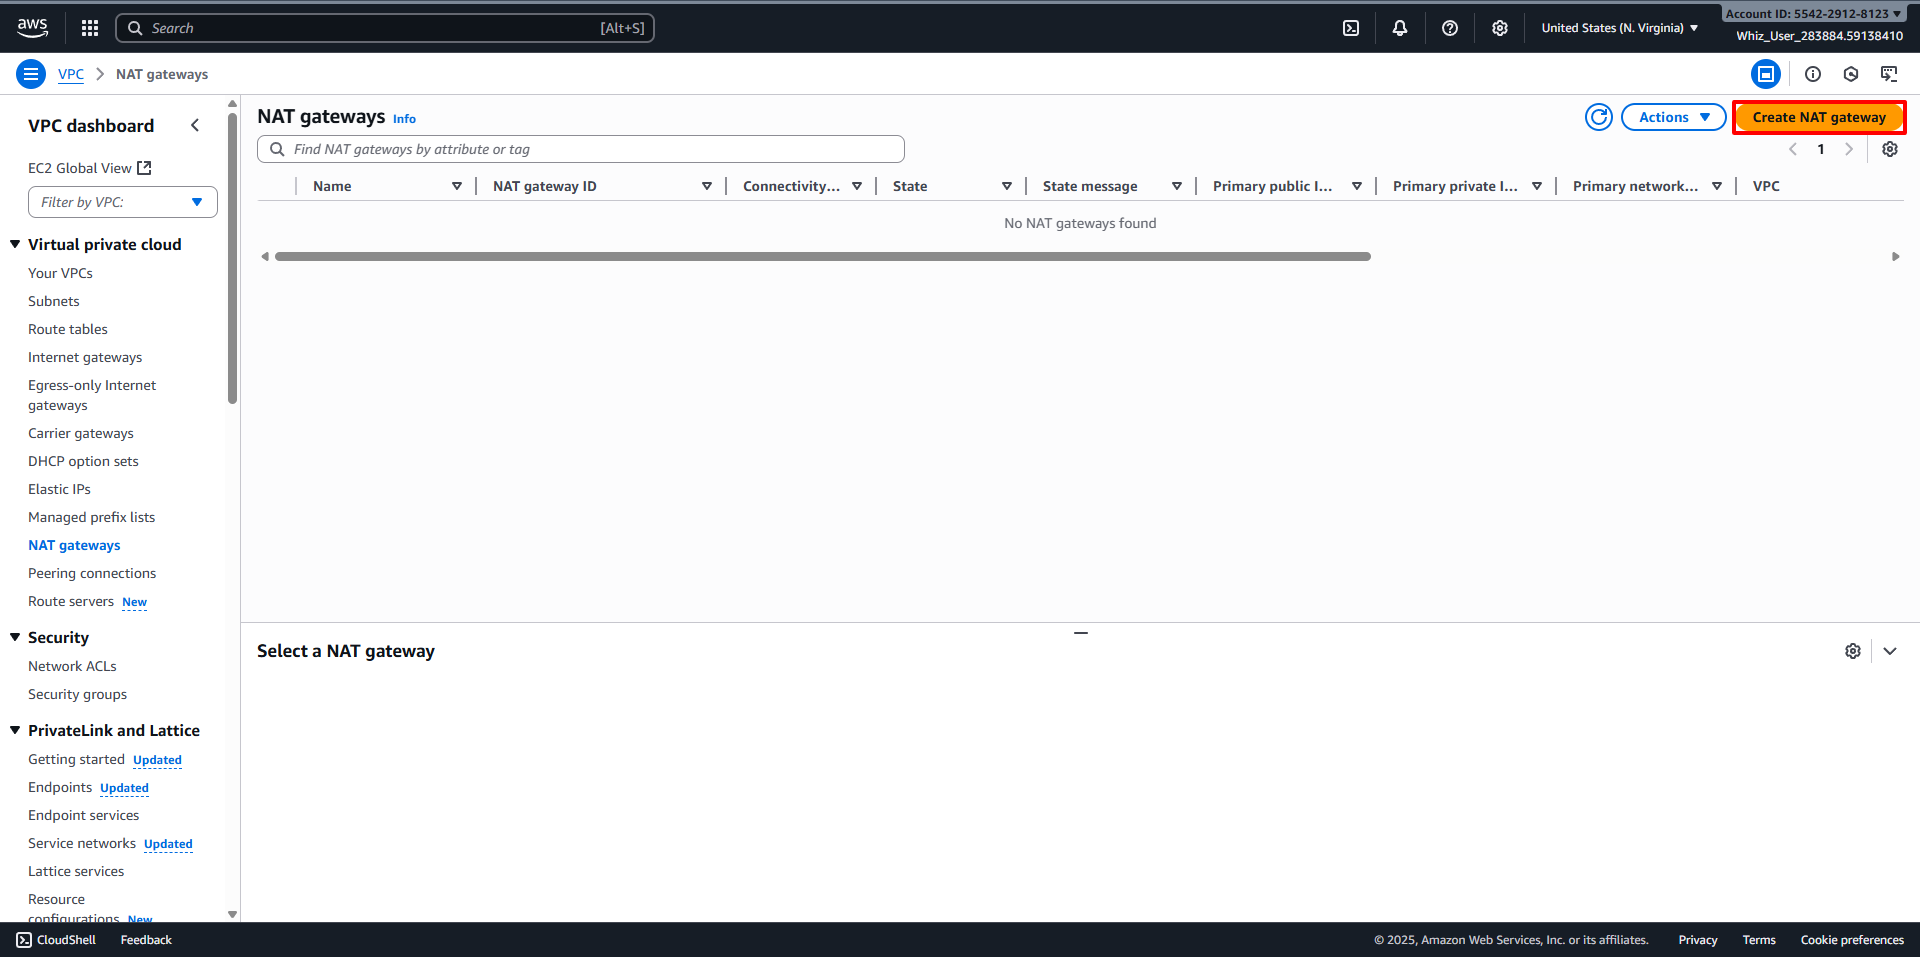 aws
Search [Alt+S]
United States (N. Virginia)
Account ID: 5542-2912-8123
Whiz_User_283884.59138410
VPC NAT gateways
VPC dashboard
EC2 Global View
Filter by VPC:
Virtual private cloud
Your VPCs
Subnets
Route tables
Internet gateways
Egress-only Internet
gateways
Carrier gateways
DHCP option sets
Elastic IPs
Managed prefix lists
NAT gateways
Peering connections
Route servers New
Security
Network ACLs
Security groups
PrivateLink and Lattice
Getting started Updated
Endpoints Updated
Endpoint services
Service networks Updated
Lattice services
Resource
configurations New
NAT gateways Info
Actions
Create NAT gateway
Find NAT gateways by attribute or tag
1
Name NAT gateway ID Connectivity... State State message Primary public I... Primary private I... Primary network... VPC
No NAT gateways found
Select a NAT gateway
CloudShell Feedback
© 2025, Amazon Web Services, Inc. or its affiliates. Privacy Terms Cookie preferences